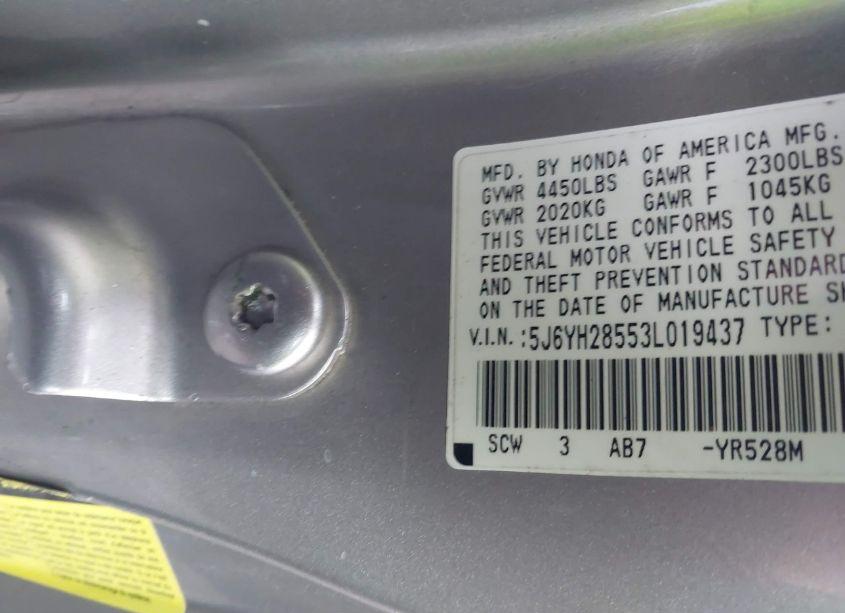 MFD. BY HONDA OF AMERICA MFG.
GVWR 4450LBS GAWR F 2300LBS
GVWR 2020KG GAWR F 1045KG
THIS VEHICLE CONFORMS TO ALL
FEDERAL MOTOR VEHICLE SAFETY
AND THEFT PREVENTION STANDARD
ON THE DATE OF MANUFACTURE SH
V.I.N.:5J6YH28553L019437 TYPE:
SCW 3 AB7 -YR528M